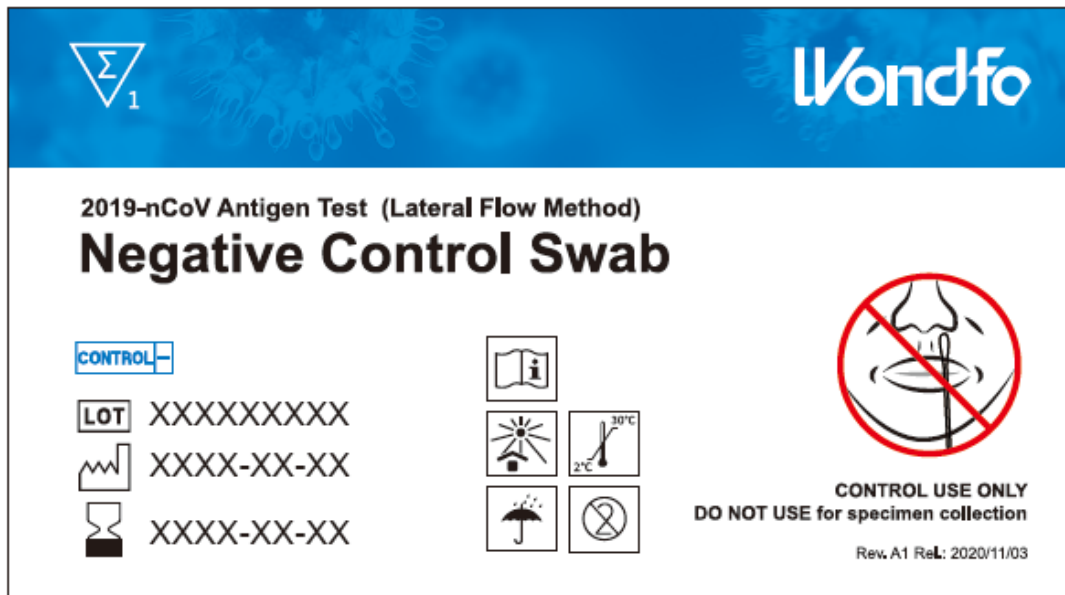 Σ
1
Wondfo
2019-nCoV Antigen Test (Lateral Flow Method)
Negative Control Swab
CONTROL -
LOT XXXXXXXXX
XXXX-XX-XX
XXXX-XX-XX
i
30°C
2°C
2
CONTROL USE ONLY
DO NOT USE for specimen collection
Rev. A1 Rel.: 2020/11/03